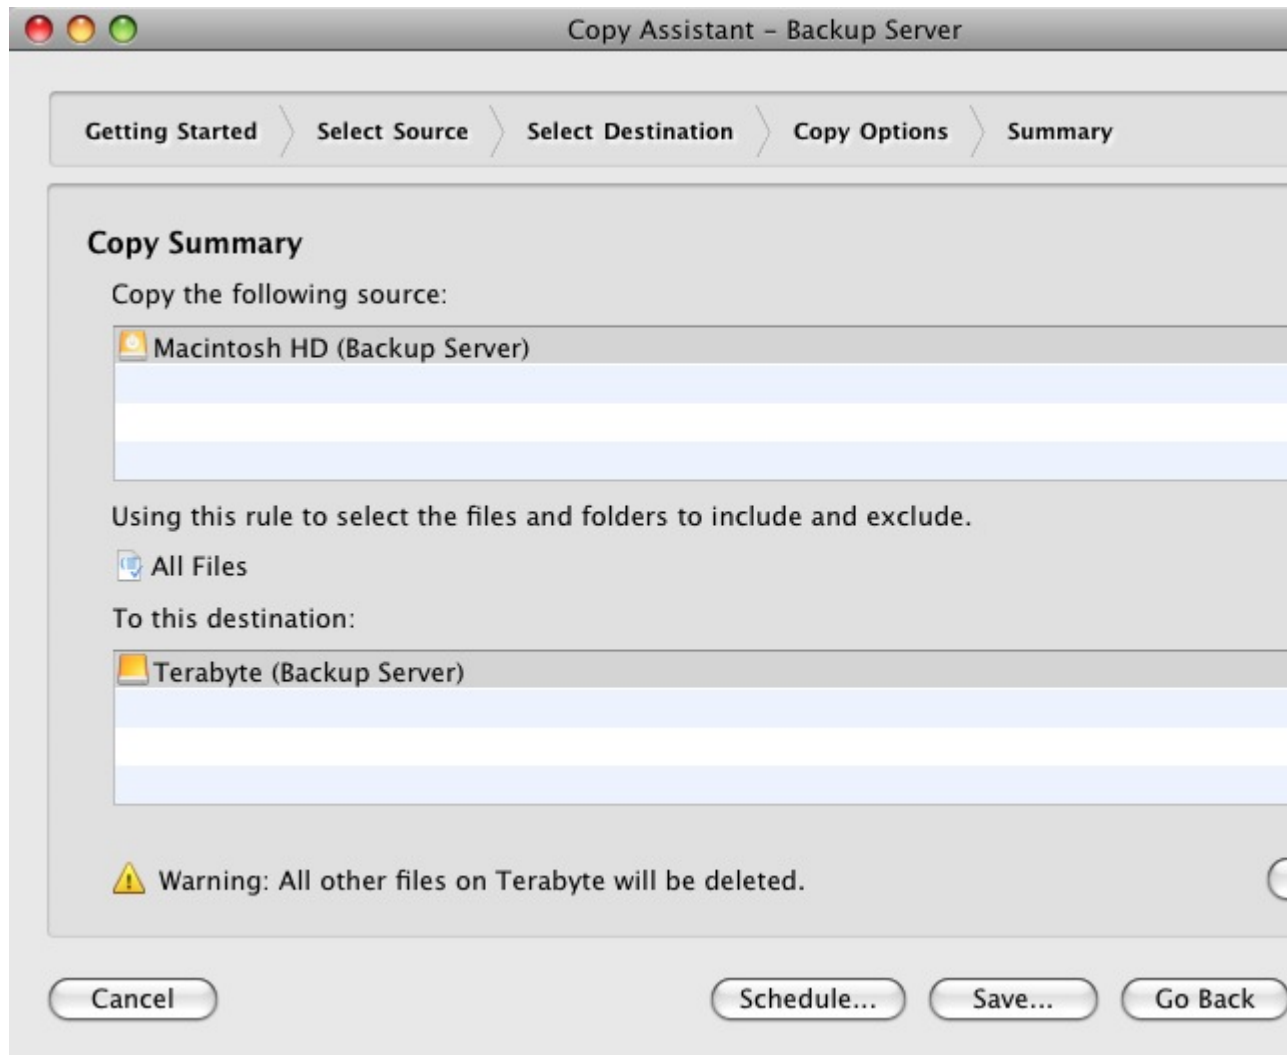 Copy Assistant – Backup Server
Getting Started
Select Source
Select Destination
Copy Options
Summary
Copy Summary
Copy the following source:
Macintosh HD (Backup Server)
Using this rule to select the files and folders to include and exclude.
All Files
To this destination:
Terabyte (Backup Server)
Warning: All other files on Terabyte will be deleted.
Cancel
Schedule...
Save...
Go Back